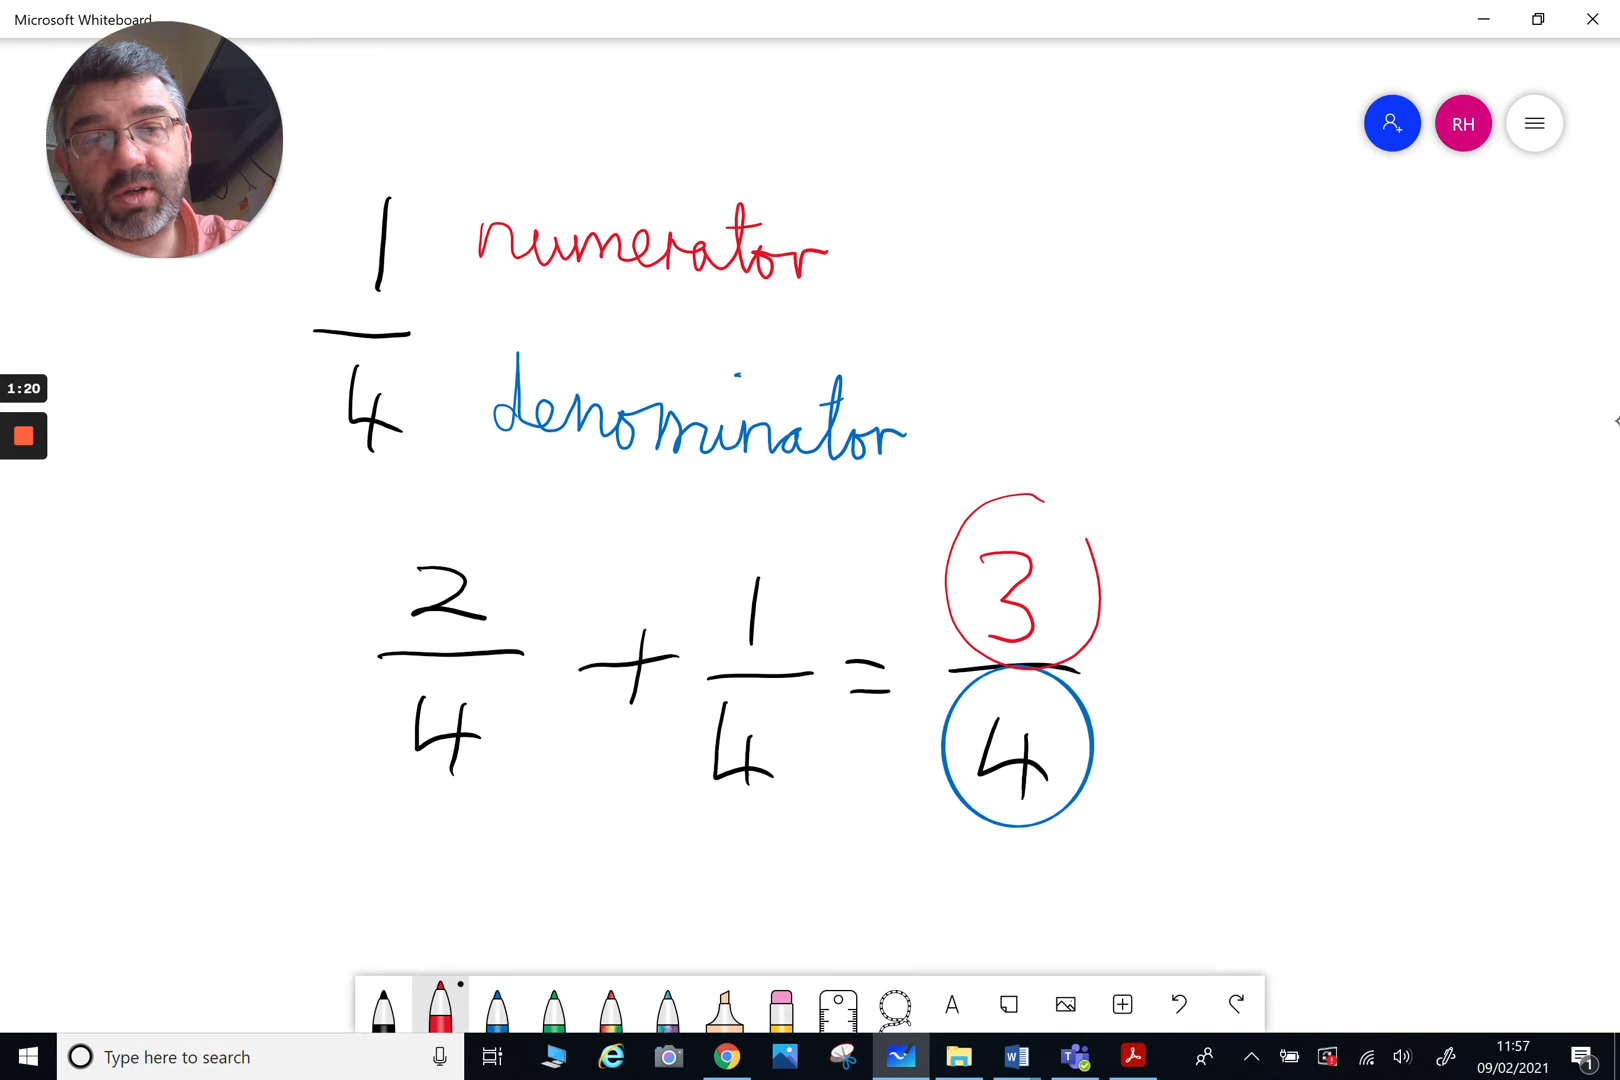 Microsoft Whiteboard
RH
1 numerator
4 denominator
1:20
2/4 + 1/4 = 3/4
A
Type here to search
11:57
09/02/2021
1